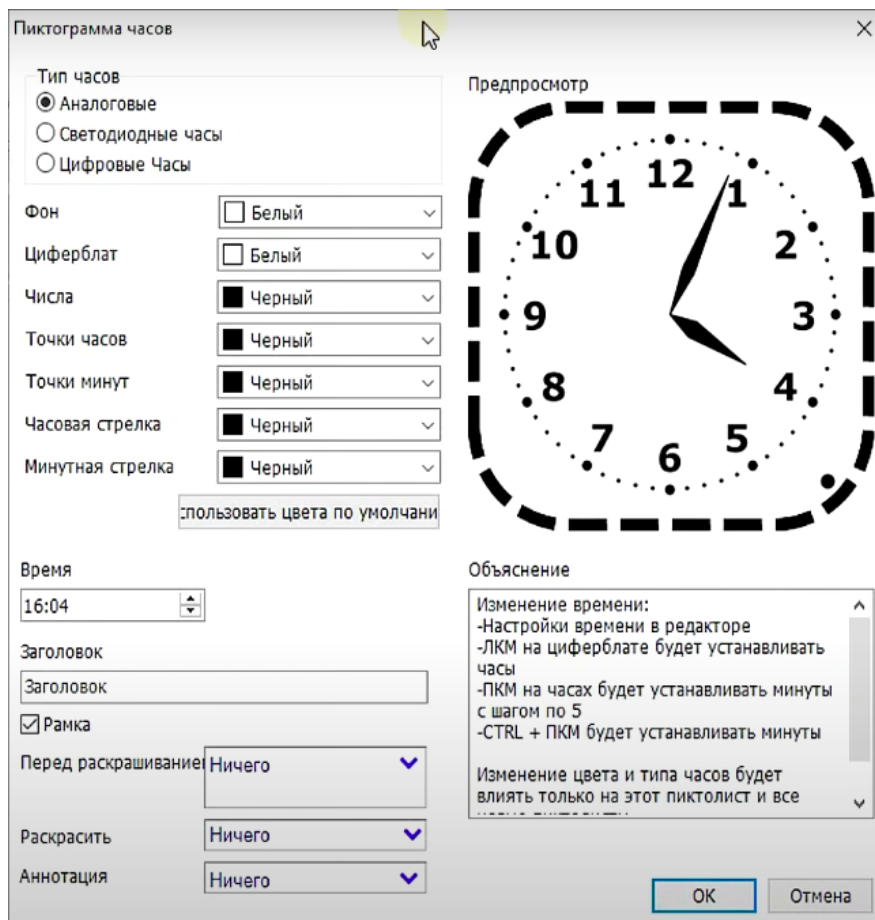 Пиктограмма часов
Тип часов
Аналоговые
Светодиодные часы
Цифровые Часы
Фон
Белый
Циферблат
Белый
Числа
Черный
Точки часов
Черный
Точки минут
Черный
Часовая стрелка
Черный
Минутная стрелка
Черный
спользовать цвета по умолчани
Время
16:04
Заголовок
Заголовок
Рамка
Перед раскрашивание
Ничего
Раскрасить
Ничего
Аннотация
Ничего
Предпросмотр
12
11
1
10
2
9
3
8
4
7
5
6
Объяснение
Изменение времени:
-Настройки времени в редакторе
-ЛКМ на циферблате будет устанавливать
часы
-ПКМ на часах будет устанавливать минуты
с шагом по 5
-CTRL + ПКМ будет устанавливать минуты
Изменение цвета и типа часов будет
влиять только на этот пиктолист и все
ОК
Отмена